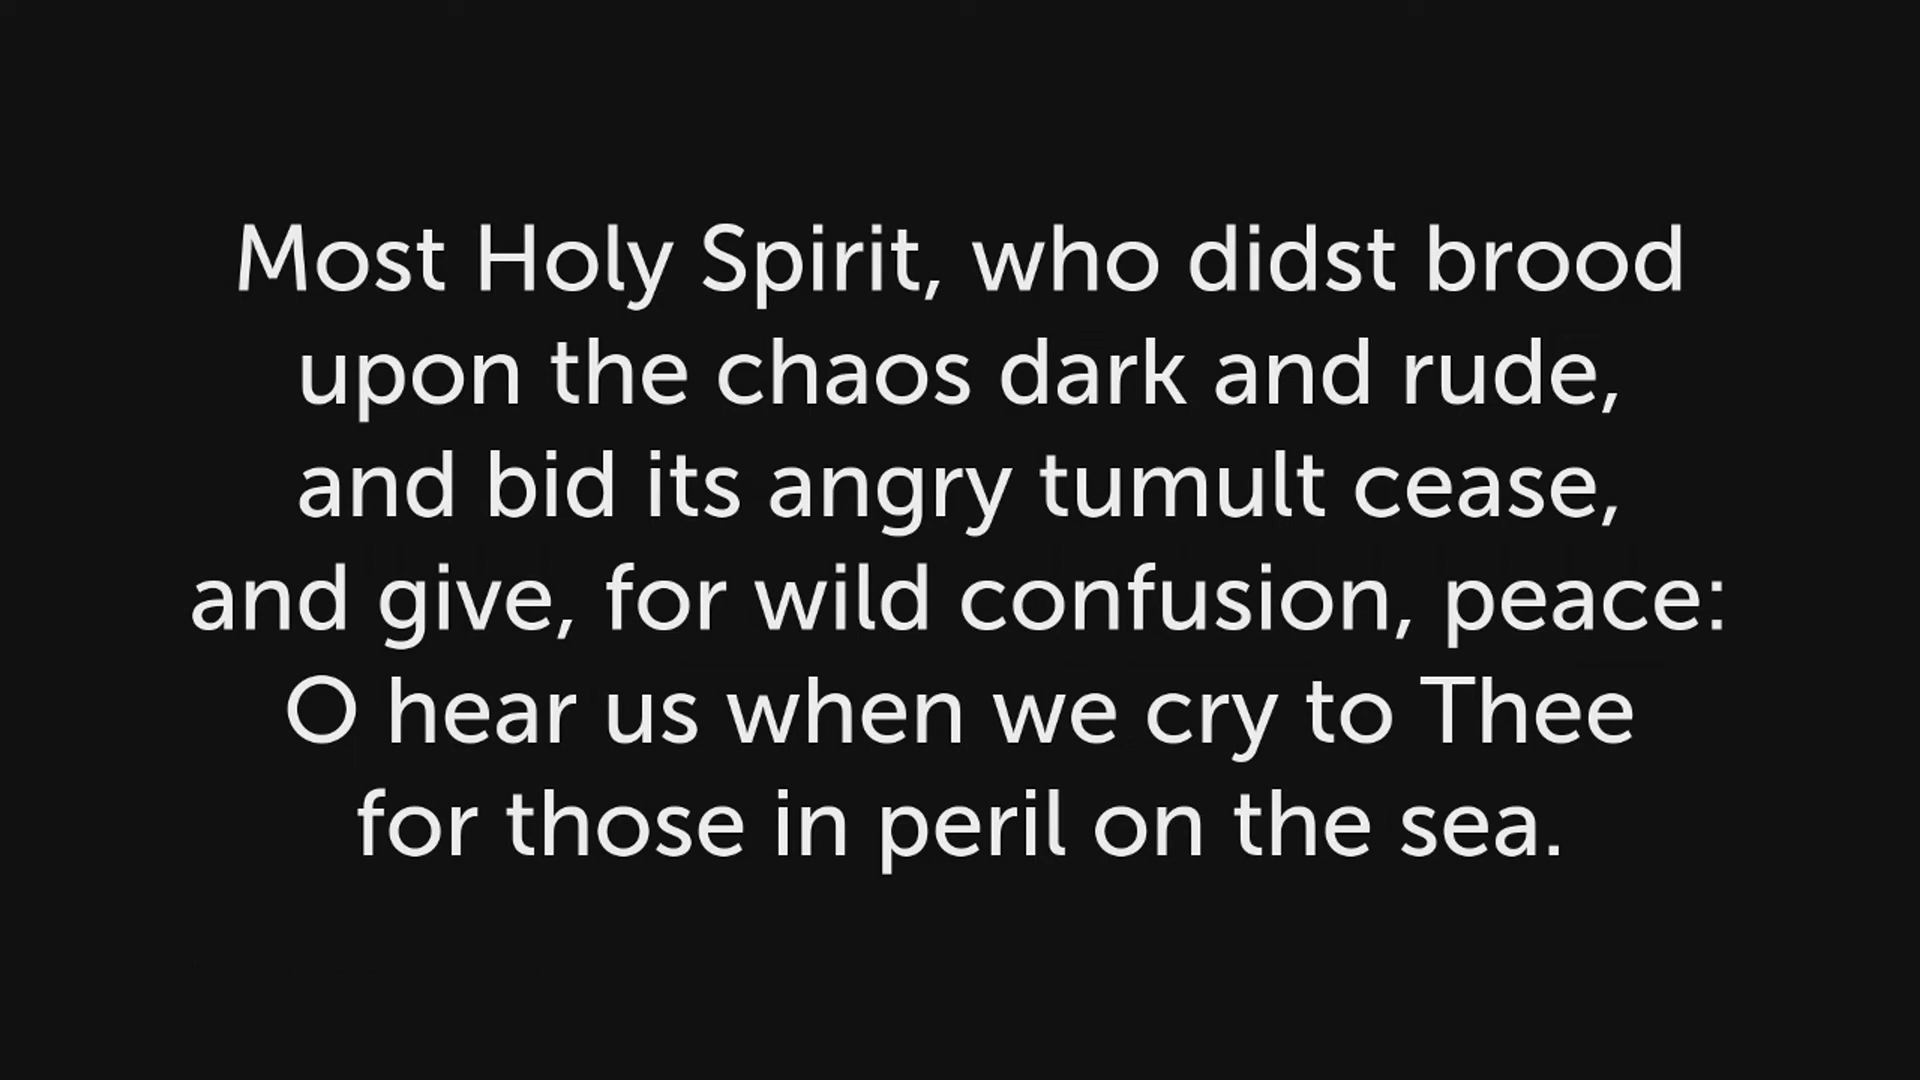 Most Holy Spirit, who didst brood
upon the chaos dark and rude,
and bid its angry tumult cease,
and give, for wild confusion, peace:
O hear us when we cry to Thee
for those in peril on the sea.